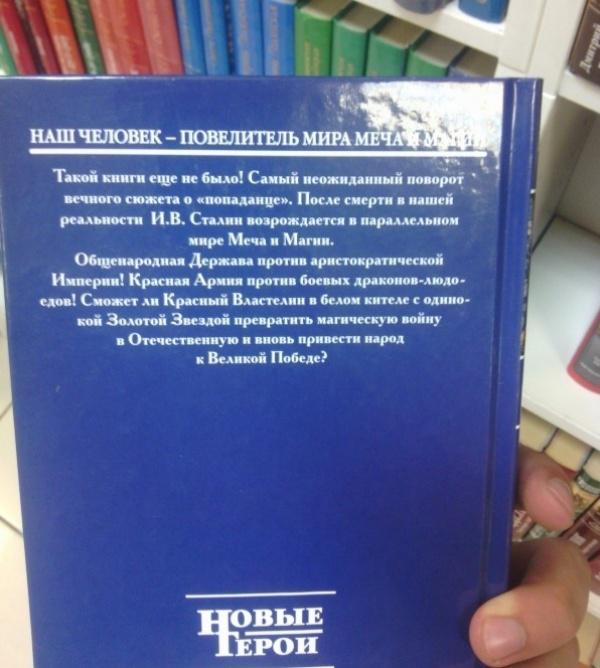 НАШ ЧЕЛОВЕК – ПОВЕЛИТЕЛЬ МИРА МЕЧА И МАГИИ
Такой книги еще не было! Самый неожиданный поворот
вечного сюжета о «попаданце». После смерти в нашей
реальности И.В. Сталин возрождается в параллельном
мире Меча и Магии.
Общенародная Держава против аристократической
Империи! Красная Армия против боевых драконов-людо-
едов! Сможет ли Красный Властелин в белом кителе с одино-
кой Золотой Звездой превратить магическую войну
в Отечественную и вновь привести народ
к Великой Победе?
НОВЫЕ
ГЕРОИ
Дмитрий